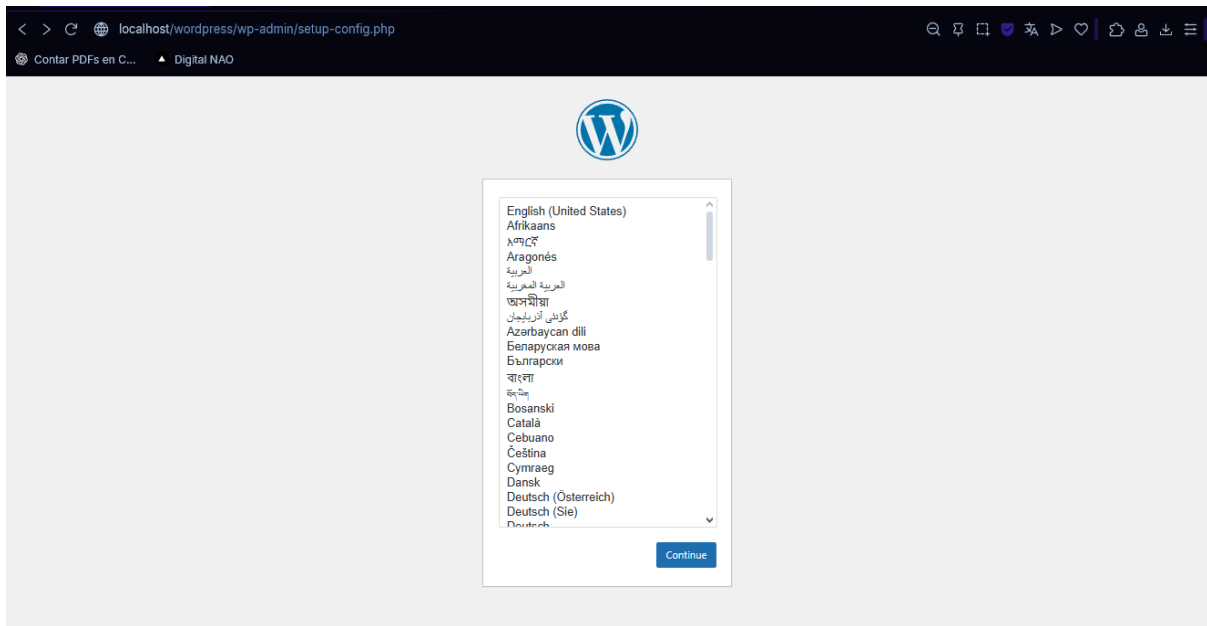 localhost/wordpress/wp-admin/setup-config.php
Contar PDFs en C... Digital NAO
English (United States)
Afrikaans
አማርኛ
Aragonés
العربية
العربية المغربية
অসমীয়া
گؤنئی آذربایجان
Azərbaycan dili
Беларуская мова
Български
বাংলা
བོད་ཡིག
Bosanski
Català
Cebuano
Čeština
Cymraeg
Dansk
Deutsch (Österreich)
Deutsch (Sie)
Deutsch
Continue